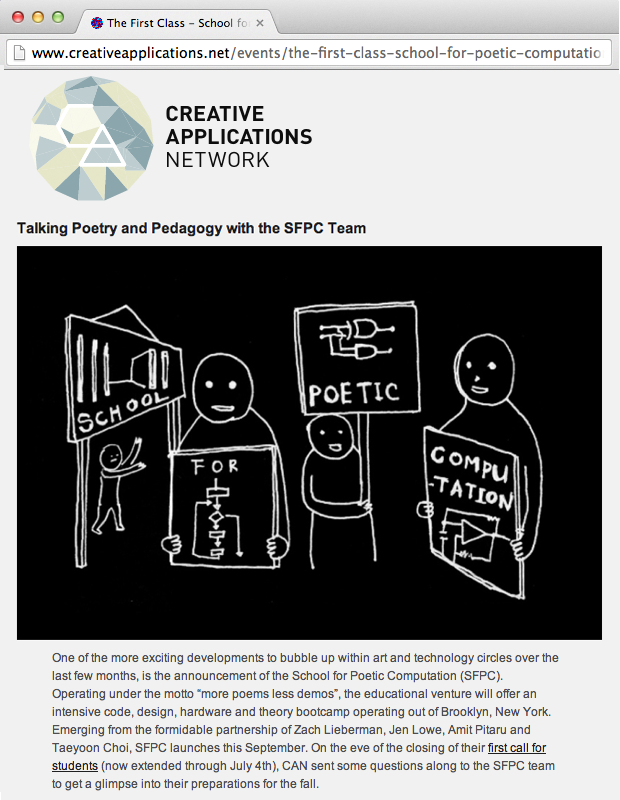 The First Class – School fo
www.creativeapplications.net/events/the-first-class-school-for-poetic-computatio
CREATIVE
APPLICATIONS
NETWORK
Talking Poetry and Pedagogy with the SFPC Team
SCHOOL
FOR
POETIC
COMPU
-TATION
One of the more exciting developments to bubble up within art and technology circles over the
last few months, is the announcement of the School for Poetic Computation (SFPC).
Operating under the motto “more poems less demos”, the educational venture will offer an
intensive code, design, hardware and theory bootcamp operating out of Brooklyn, New York.
Emerging from the formidable partnership of Zach Lieberman, Jen Lowe, Amit Pitaru and
Taeyoon Choi, SFPC launches this September. On the eve of the closing of their first call for
students (now extended through July 4th), CAN sent some questions along to the SFPC team
to get a glimpse into their preparations for the fall.